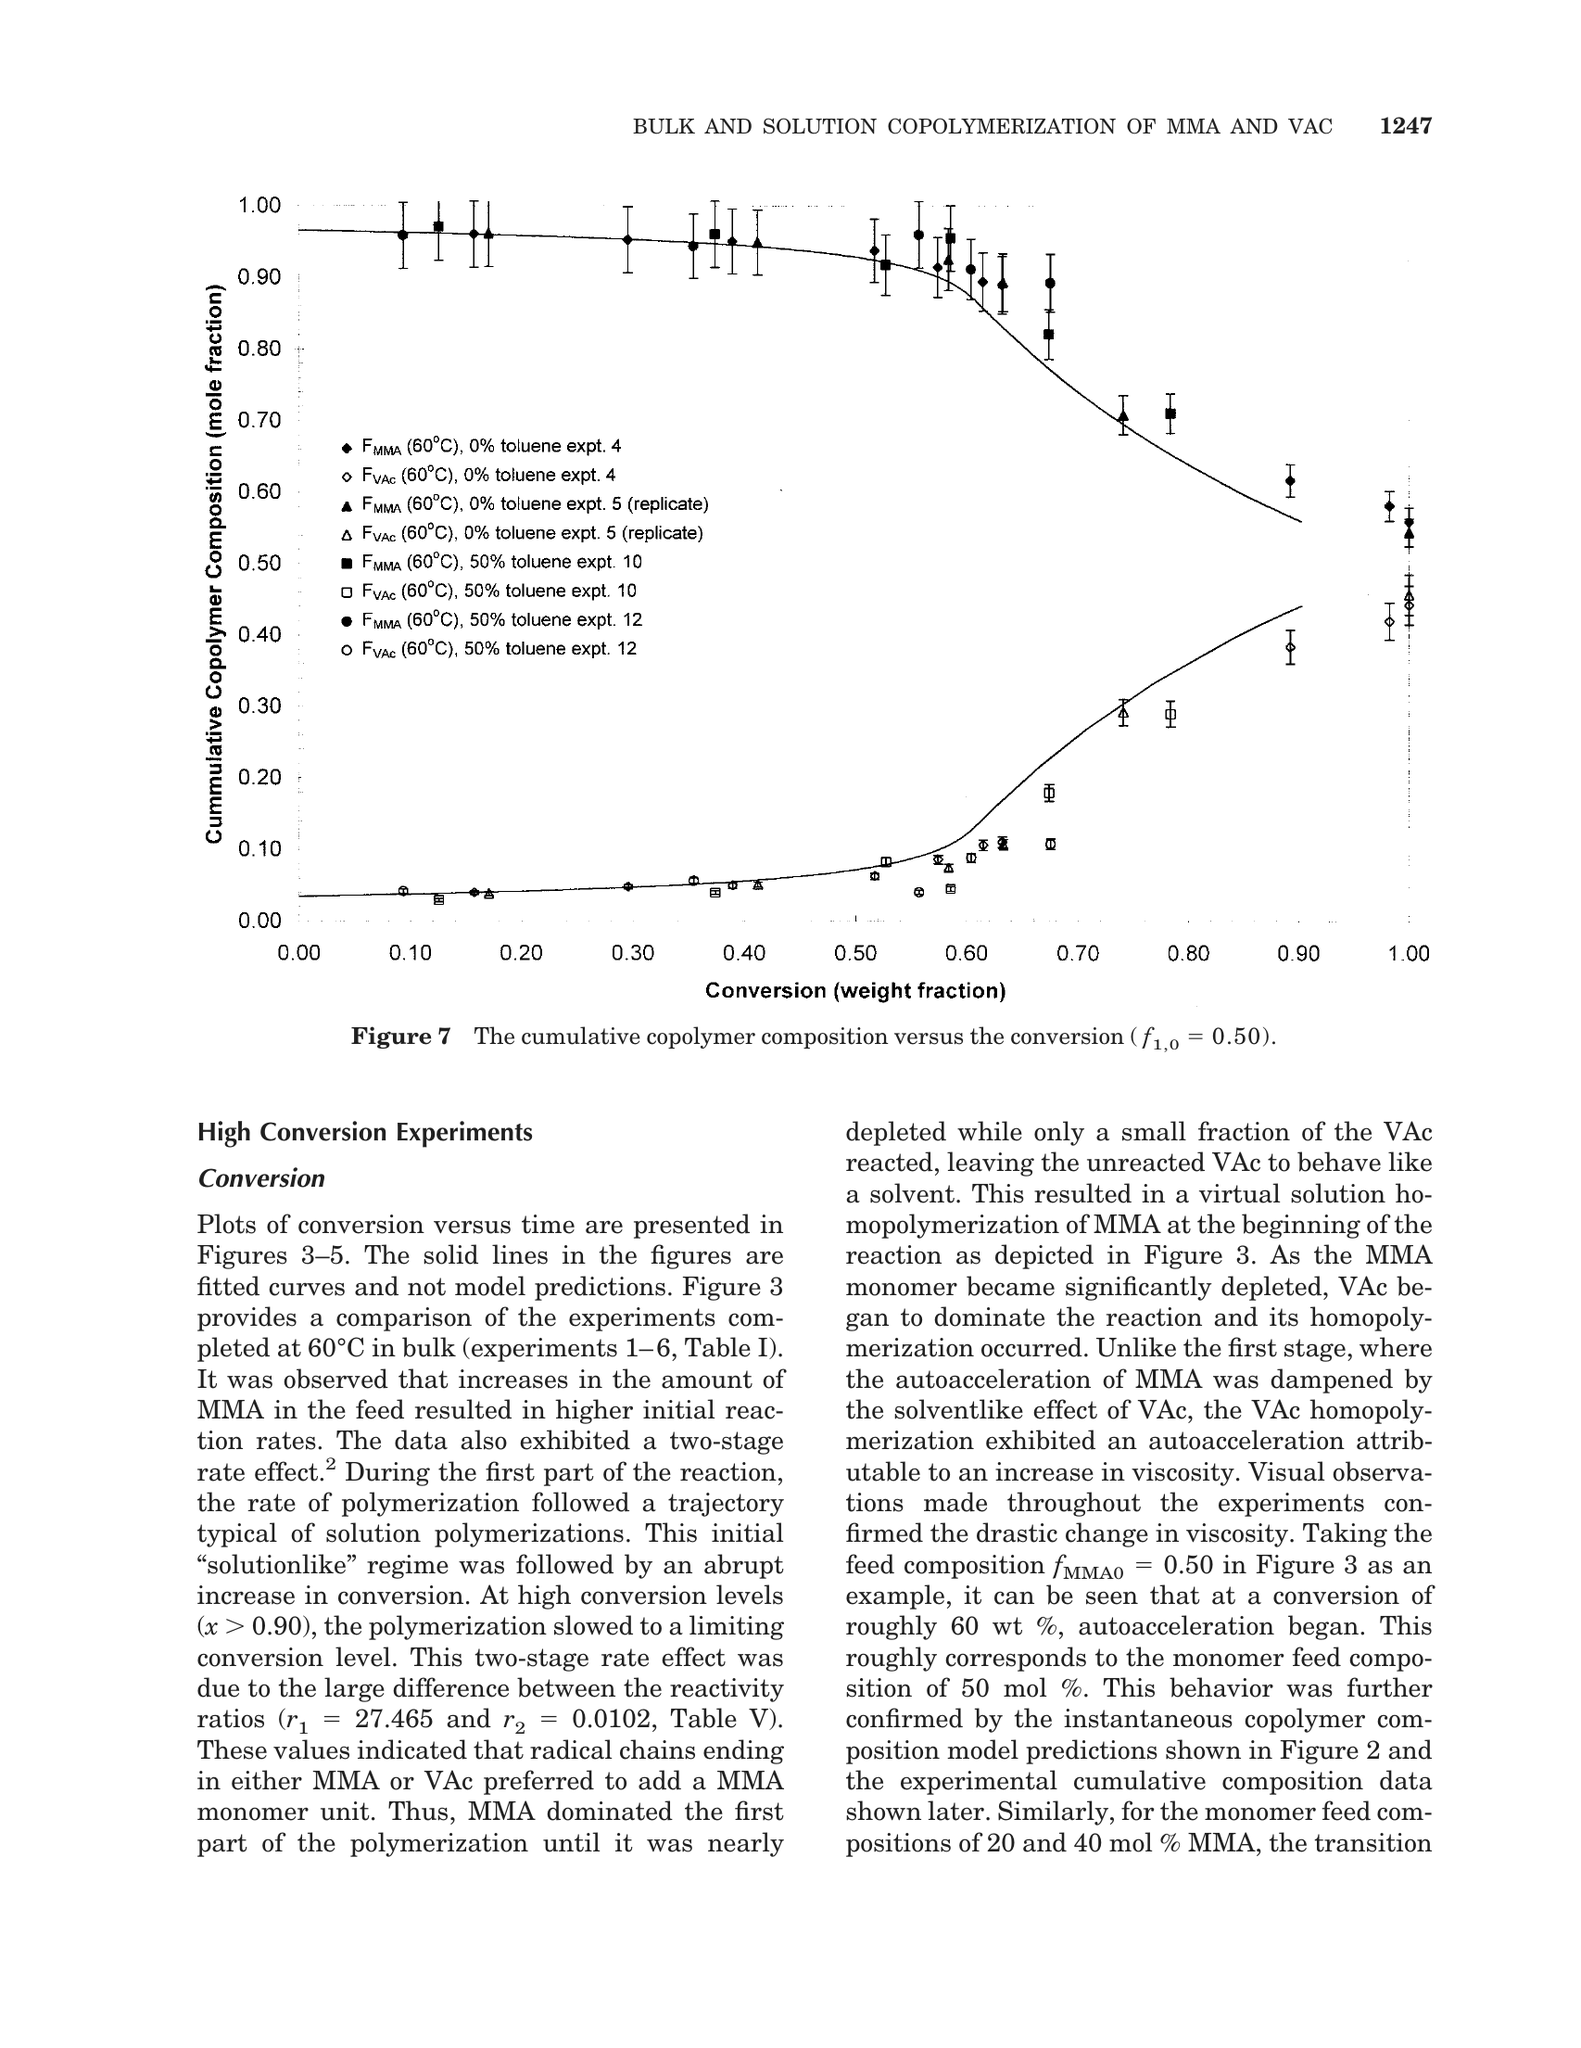 BULK AND SOLUTION COPOLYMERIZATION OF MMA AND VAC 1247
Cummulative Copolymer Composition (mole fraction)
1.00
0.90
0.80
0.70
0.60
0.50
0.40
0.30
0.20
0.10
0.00
F_MMA (60°C), 0% toluene expt. 4
F_VAc (60°C), 0% toluene expt. 4
F_MMA (60°C), 0% toluene expt. 5 (replicate)
F_VAc (60°C), 0% toluene expt. 5 (replicate)
F_MMA (60°C), 50% toluene expt. 10
F_VAc (60°C), 50% toluene expt. 10
F_MMA (60°C), 50% toluene expt. 12
F_VAc (60°C), 50% toluene expt. 12
0.00 0.10 0.20 0.30 0.40 0.50 0.60 0.70 0.80 0.90 1.00
Conversion (weight fraction)
Figure 7 The cumulative copolymer composition versus the conversion (f_1,0 = 0.50).
High Conversion Experiments
Conversion
Plots of conversion versus time are presented in
Figures 3–5. The solid lines in the figures are
fitted curves and not model predictions. Figure 3
provides a comparison of the experiments com-
pleted at 60°C in bulk (experiments 1–6, Table I).
It was observed that increases in the amount of
MMA in the feed resulted in higher initial reac-
tion rates. The data also exhibited a two-stage
rate effect.² During the first part of the reaction,
the rate of polymerization followed a trajectory
typical of solution polymerizations. This initial
“solutionlike” regime was followed by an abrupt
increase in conversion. At high conversion levels
(x > 0.90), the polymerization slowed to a limiting
conversion level. This two-stage rate effect was
due to the large difference between the reactivity
ratios (r₁ = 27.465 and r₂ = 0.0102, Table V).
These values indicated that radical chains ending
in either MMA or VAc preferred to add a MMA
monomer unit. Thus, MMA dominated the first
part of the polymerization until it was nearly
depleted while only a small fraction of the VAc
reacted, leaving the unreacted VAc to behave like
a solvent. This resulted in a virtual solution ho-
mopolymerization of MMA at the beginning of the
reaction as depicted in Figure 3. As the MMA
monomer became significantly depleted, VAc be-
gan to dominate the reaction and its homopoly-
merization occurred. Unlike the first stage, where
the autoacceleration of MMA was dampened by
the solventlike effect of VAc, the VAc homopoly-
merization exhibited an autoacceleration attrib-
utable to an increase in viscosity. Visual observa-
tions made throughout the experiments con-
firmed the drastic change in viscosity. Taking the
feed composition f_MMA0 = 0.50 in Figure 3 as an
example, it can be seen that at a conversion of
roughly 60 wt %, autoacceleration began. This
roughly corresponds to the monomer feed compo-
sition of 50 mol %. This behavior was further
confirmed by the instantaneous copolymer com-
position model predictions shown in Figure 2 and
the experimental cumulative composition data
shown later. Similarly, for the monomer feed com-
positions of 20 and 40 mol % MMA, the transition